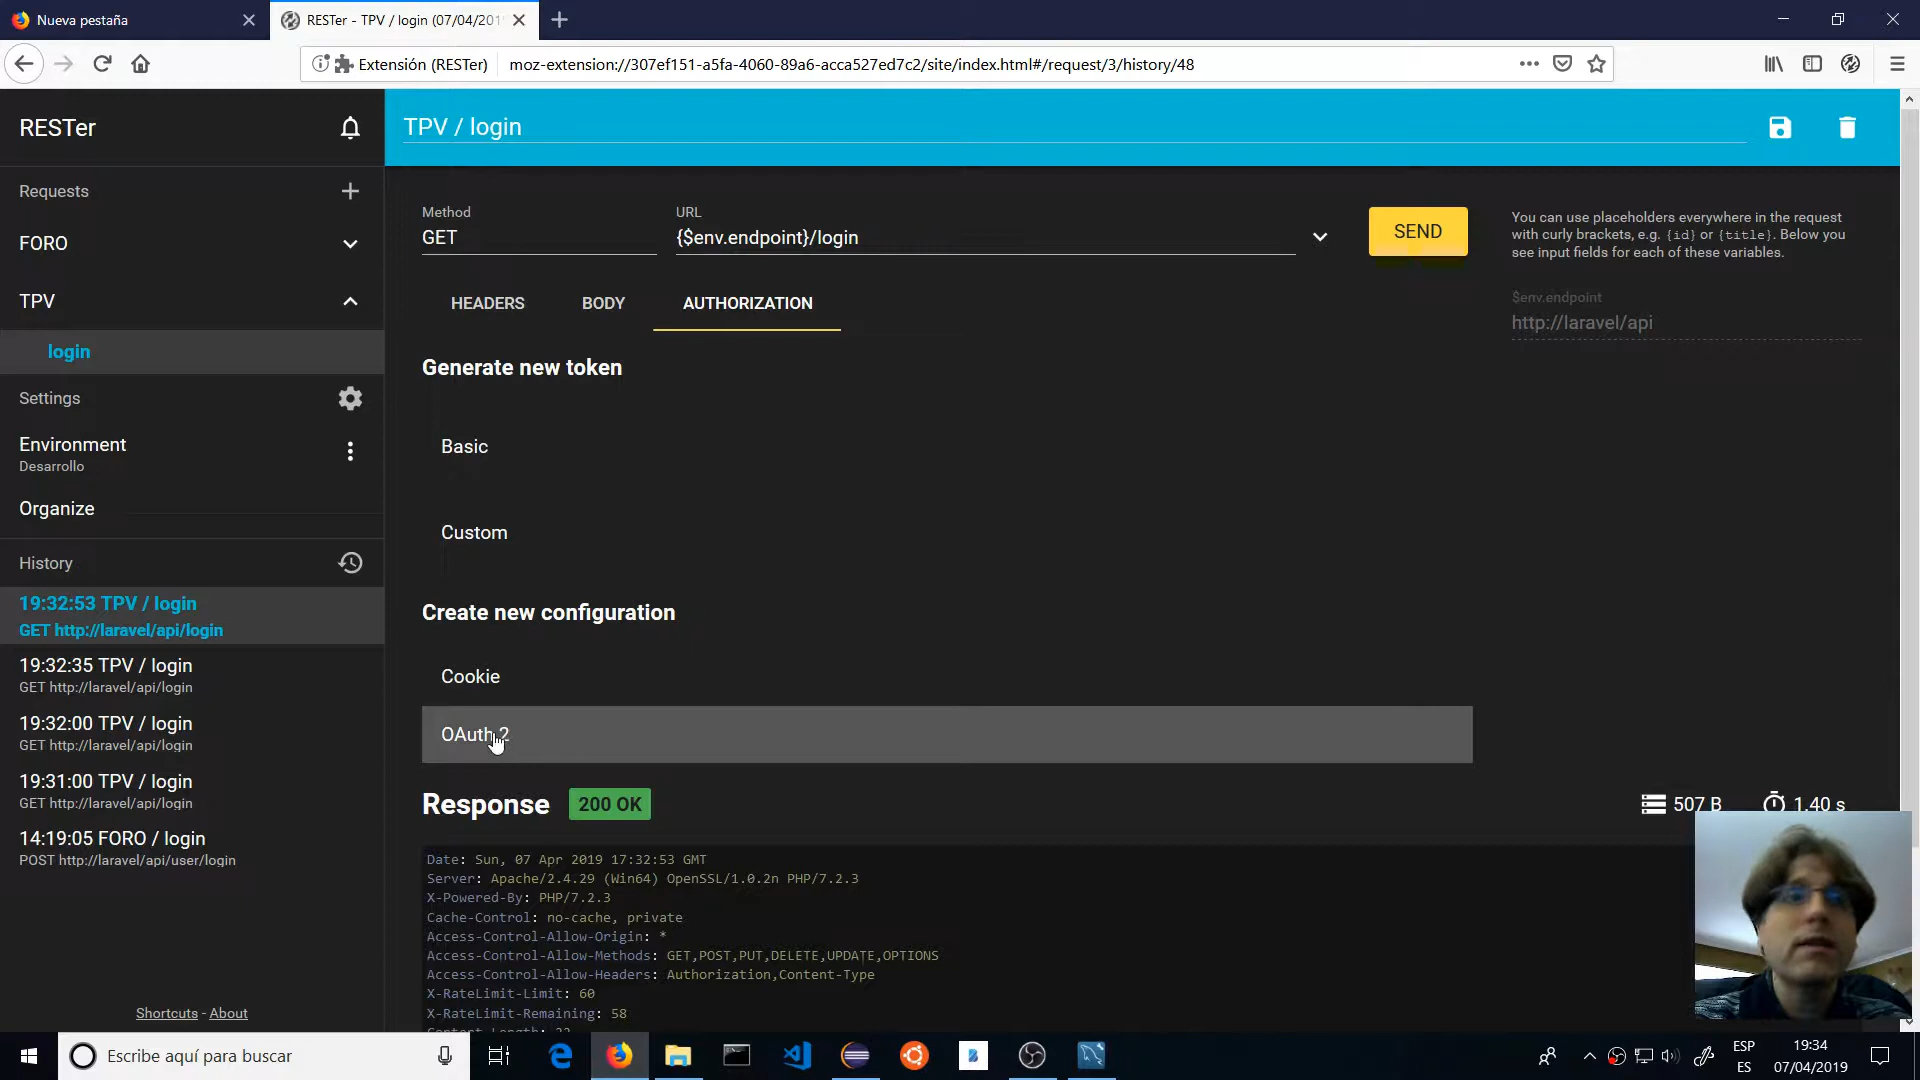 Nueva pestaña
RESTer - TPV / login (07/04/201
Extensión (RESTer)
moz-extension://307ef151-a5fa-4060-89a6-acca527ed7c2/site/index.html#/request/3/history/48
RESTer
TPV / login
Requests
FORO
TPV
login
Settings
Environment
Desarrollo
Organize
History
19:32:53 TPV / login
GET http://laravel/api/login
19:32:35 TPV / login
GET http://laravel/api/login
19:32:00 TPV / login
GET http://laravel/api/login
19:31:00 TPV / login
GET http://laravel/api/login
14:19:05 FORO / login
POST http://laravel/api/user/login
Shortcuts - About
Method
GET
URL
{$env.endpoint}/login
SEND
You can use placeholders everywhere in the request
with curly brackets, e.g. {id} or {title}. Below you
see input fields for each of these variables.
$env.endpoint
http://laravel/api
HEADERS
BODY
AUTHORIZATION
Generate new token
Basic
Custom
Create new configuration
Cookie
OAuth 2
Response
200 OK
507 B
1.40 s
Date: Sun, 07 Apr 2019 17:32:53 GMT
Server: Apache/2.4.29 (Win64) OpenSSL/1.0.2n PHP/7.2.3
X-Powered-By: PHP/7.2.3
Cache-Control: no-cache, private
Access-Control-Allow-Origin: *
Access-Control-Allow-Methods: GET,POST,PUT,DELETE,UPDATE,OPTIONS
Access-Control-Allow-Headers: Authorization,Content-Type
X-RateLimit-Limit: 60
X-RateLimit-Remaining: 58
Escribe aquí para buscar
ESP
ES
19:34
07/04/2019